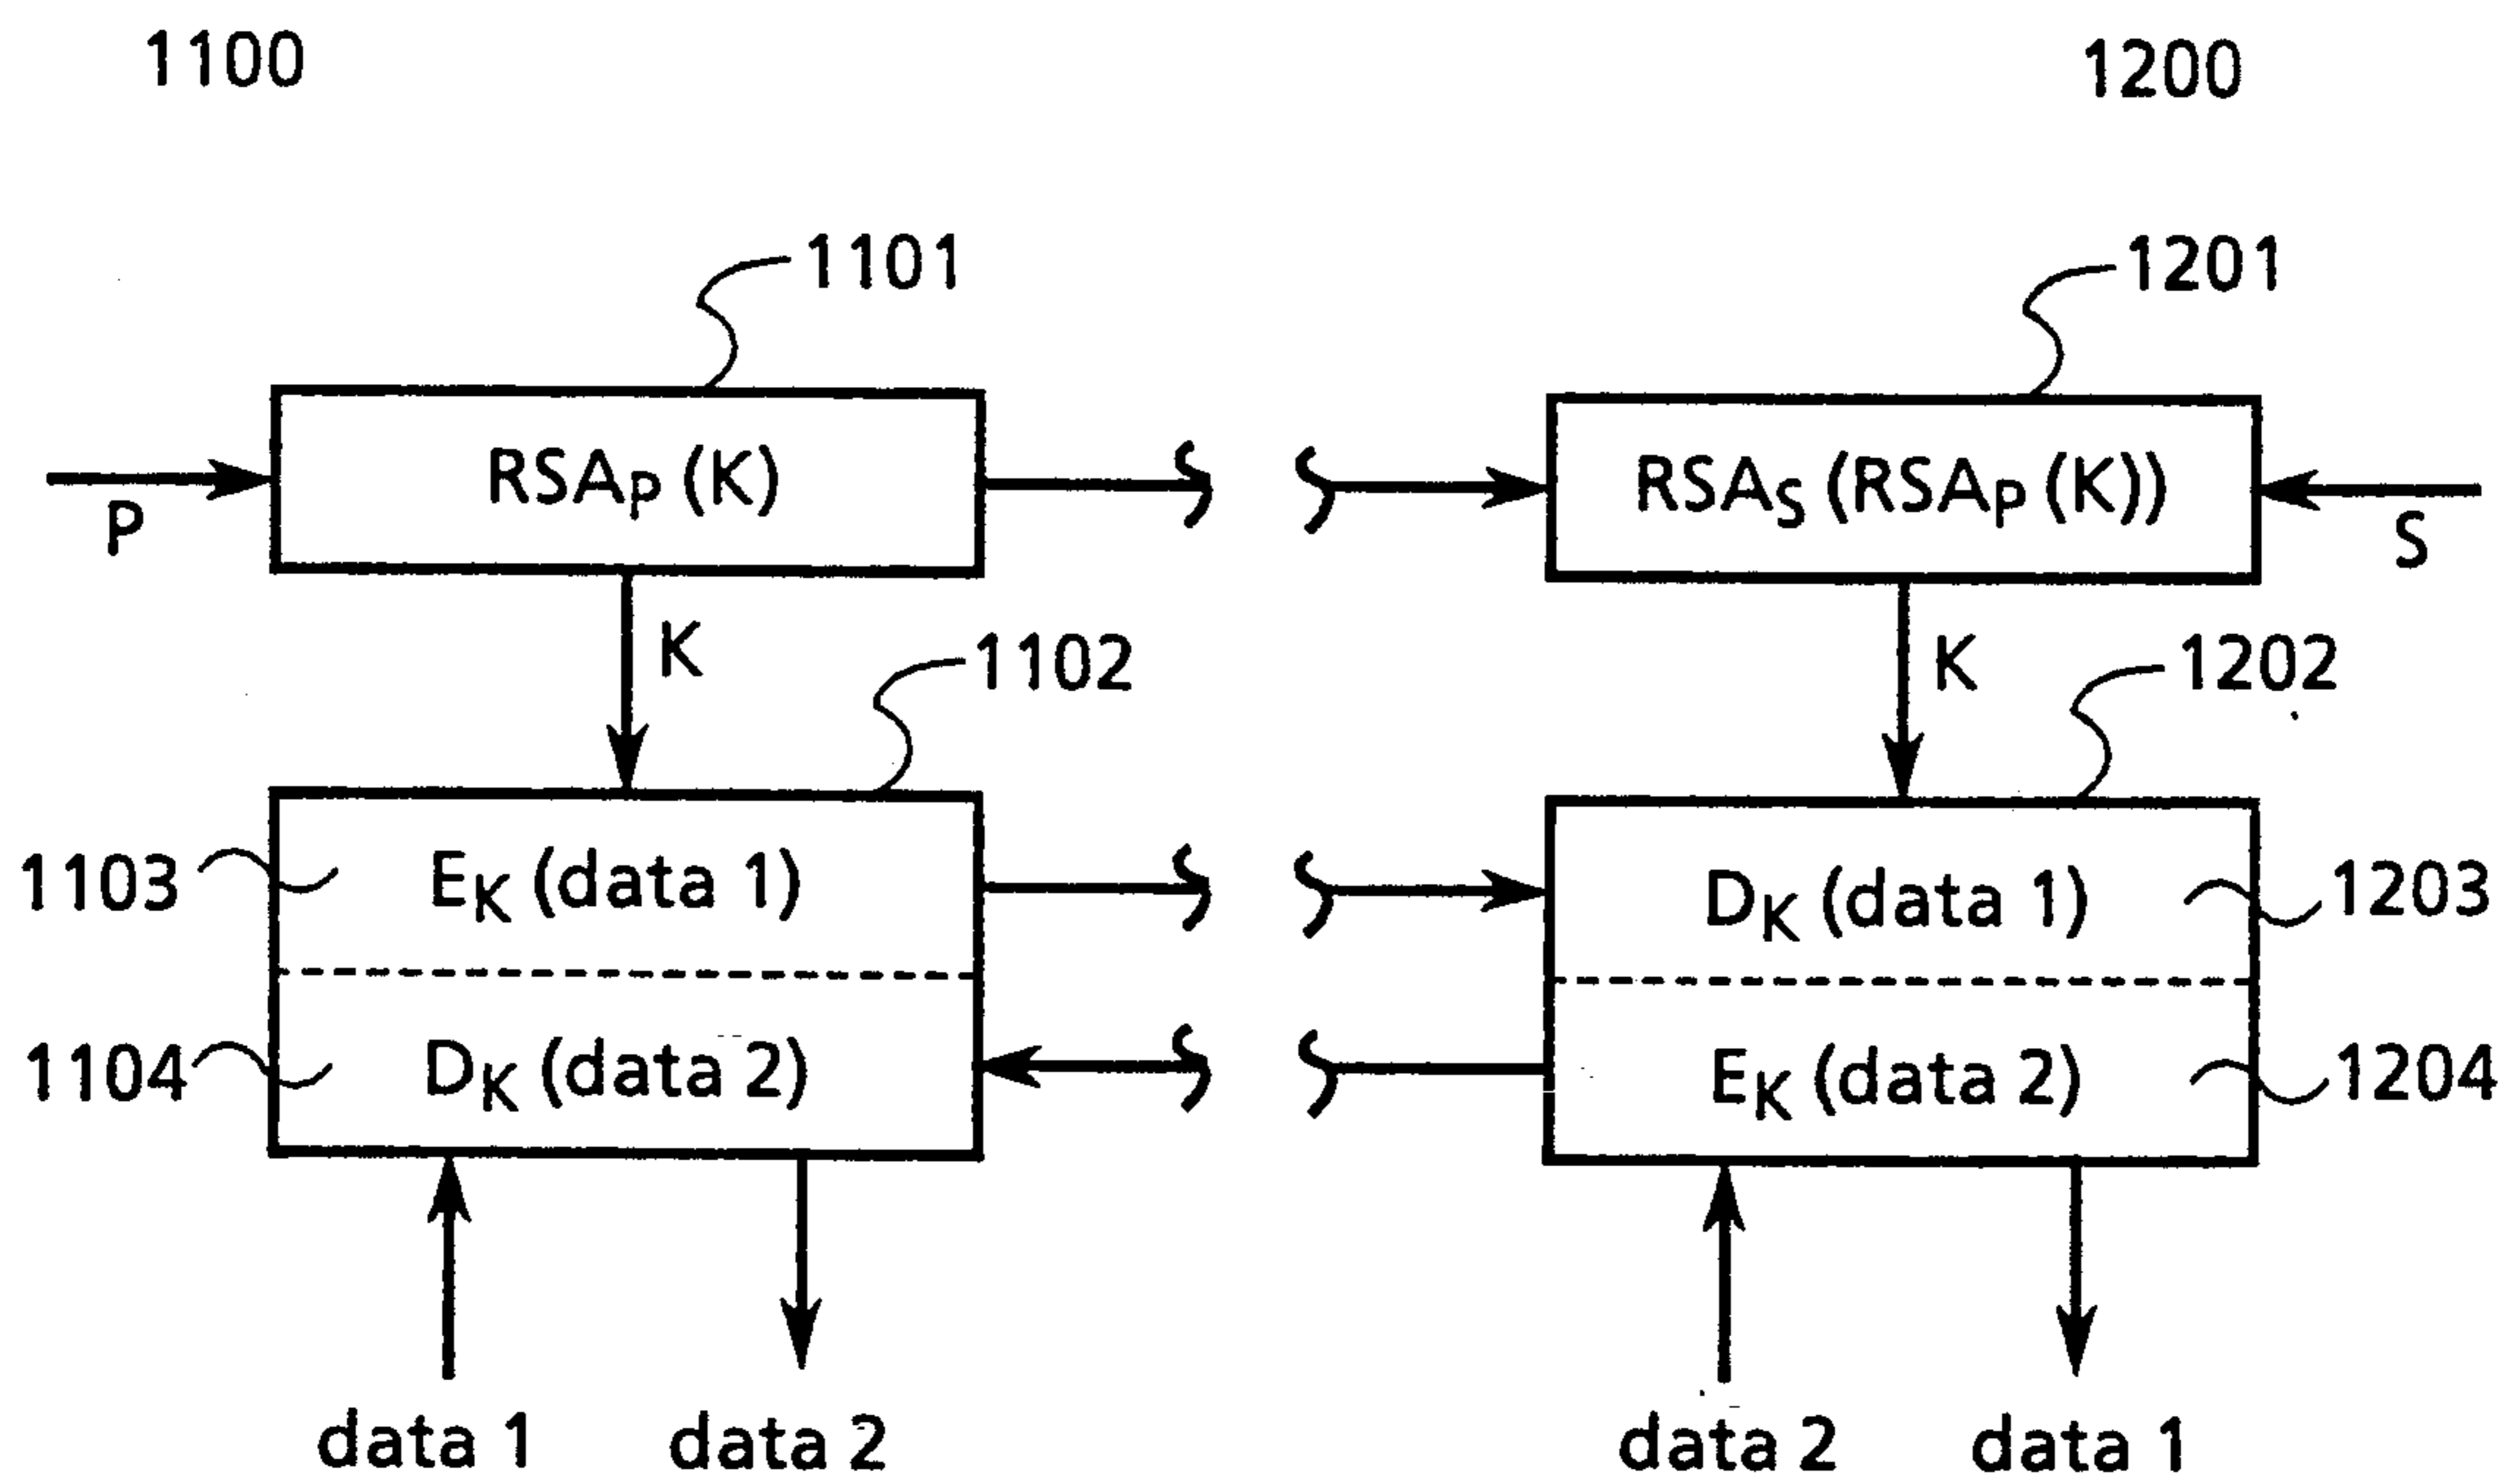 1100
1200
1101
1201
RSAP (K)
RSAS (RSAP (K))
P
S
K
K
1102
1202
1103
EK (data 1)
DK (data 1)
1203
1104
DK (data 2)
EK (data 2)
1204
data 1
data 2
data 2
data 1